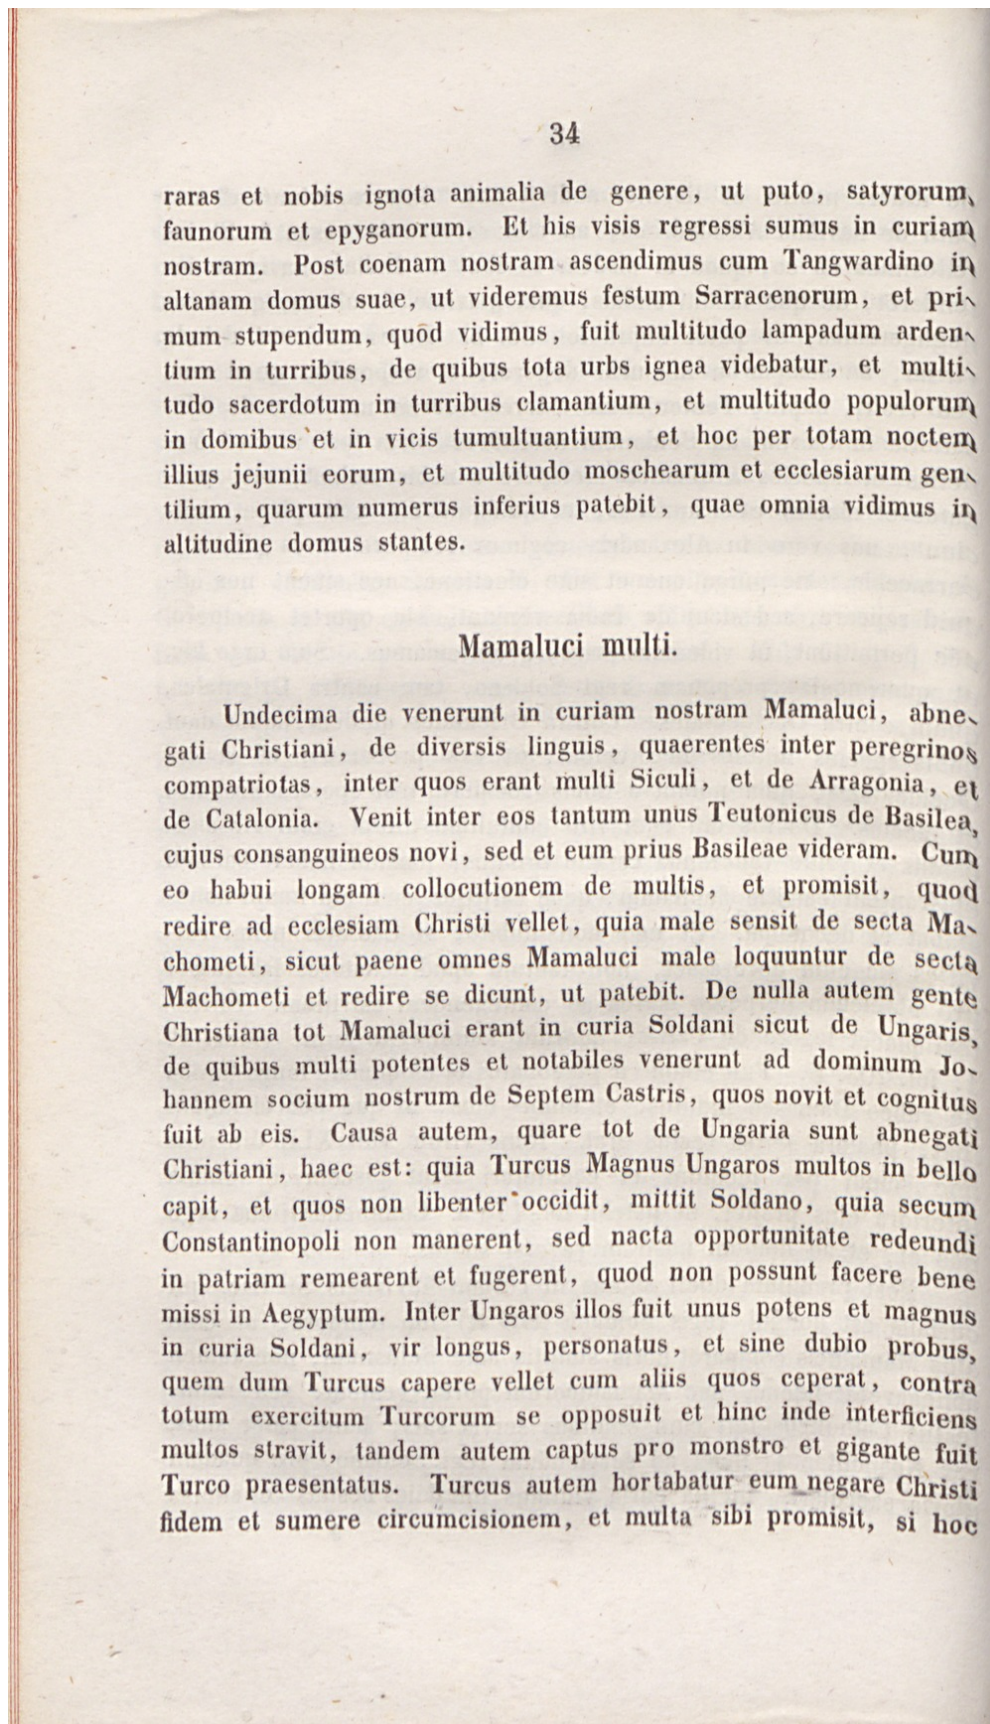 34
raras et nobis ignota animalia de genere, ut puto, satyrorum,
faunorum et epyganorum. Et his visis regressi sumus in curiam
nostram. Post coenam nostram ascendimus cum Tangwardino in
altanam domus suae, ut videremus festum Sarracenorum, et pri-
mum stupendum, quod vidimus, fuit multitudo lampadum arden-
tium in turribus, de quibus tota urbs ignea videbatur, et multi-
tudo sacerdotum in turribus clamantium, et multitudo populorum
in domibus et in vicis tumultuantium, et hoc per totam noctem
illius jejunii eorum, et multitudo moschearum et ecclesiarum gen-
tilium, quarum numerus inferius patebit, quae omnia vidimus in
altitudine domus stantes.
Mamaluci multi.
Undecima die venerunt in curiam nostram Mamaluci, abne-
gati Christiani, de diversis linguis, quaerentes inter peregrinos
compatriotas, inter quos erant multi Siculi, et de Arragonia, et
de Catalonia. Venit inter eos tantum unus Teutonicus de Basilea,
cujus consanguineos novi, sed et eum prius Basileae videram. Cum
eo habui longam collocutionem de multis, et promisit, quod
redire ad ecclesiam Christi vellet, quia male sensit de secta Ma-
chometi, sicut paene omnes Mamaluci male loquuntur de secta
Machometi et redire se dicunt, ut patebit. De nulla autem gente
Christiana tot Mamaluci erant in curia Soldani sicut de Ungaris,
de quibus multi potentes et notabiles venerunt ad dominum Jo-
hannem socium nostrum de Septem Castris, quos novit et cognitus
fuit ab eis. Causa autem, quare tot de Ungaria sunt abnegati
Christiani, haec est: quia Turcus Magnus Ungaros multos in bello
capit, et quos non libenter occidit, mittit Soldano, quia secum
Constantinopoli non manerent, sed nacta opportunitate redeundi
in patriam remearent et fugerent, quod non possunt facere bene
missi in Aegyptum. Inter Ungaros illos fuit unus potens et magnus
in curia Soldani, vir longus, personatus, et sine dubio probus,
quem dum Turcus capere vellet cum aliis quos ceperat, contra
totum exercitum Turcorum se opposuit et hinc inde interficiens
multos stravit, tandem autem captus pro monstro et gigante fuit
Turco praesentatus. Turcus autem hortabatur eum negare Christi
fidem et sumere circumcisionem, et multa sibi promisit, si hoc